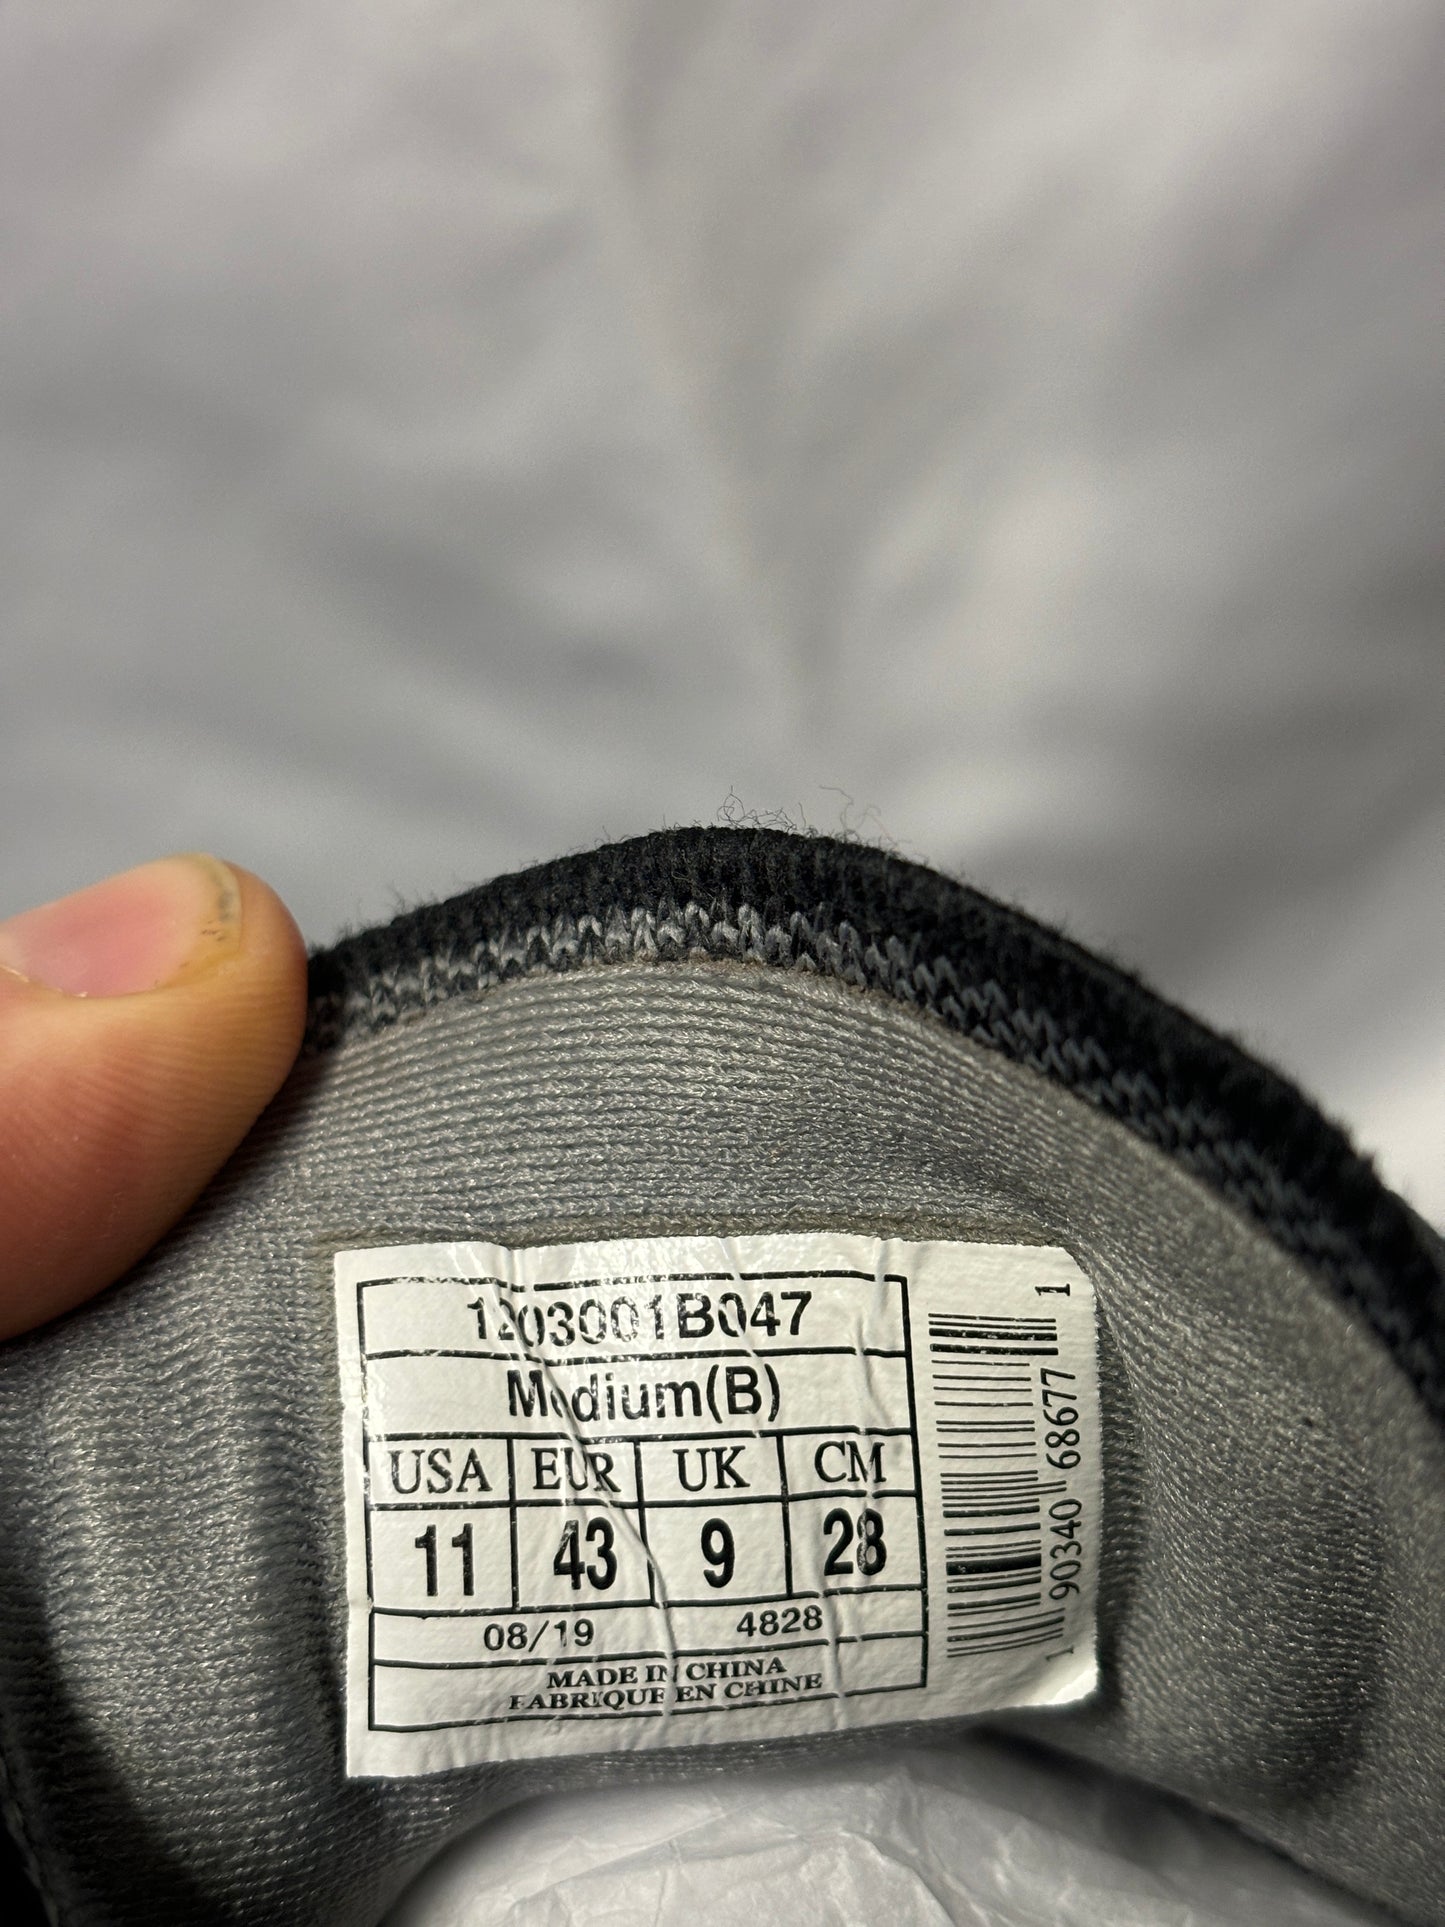 1203001B047
Medium(B)
USA EUR UK CM
11 43 9 28
08/19 4828
MADE IN CHINA
FABRIQUE EN CHINE
1 90340 68677 1